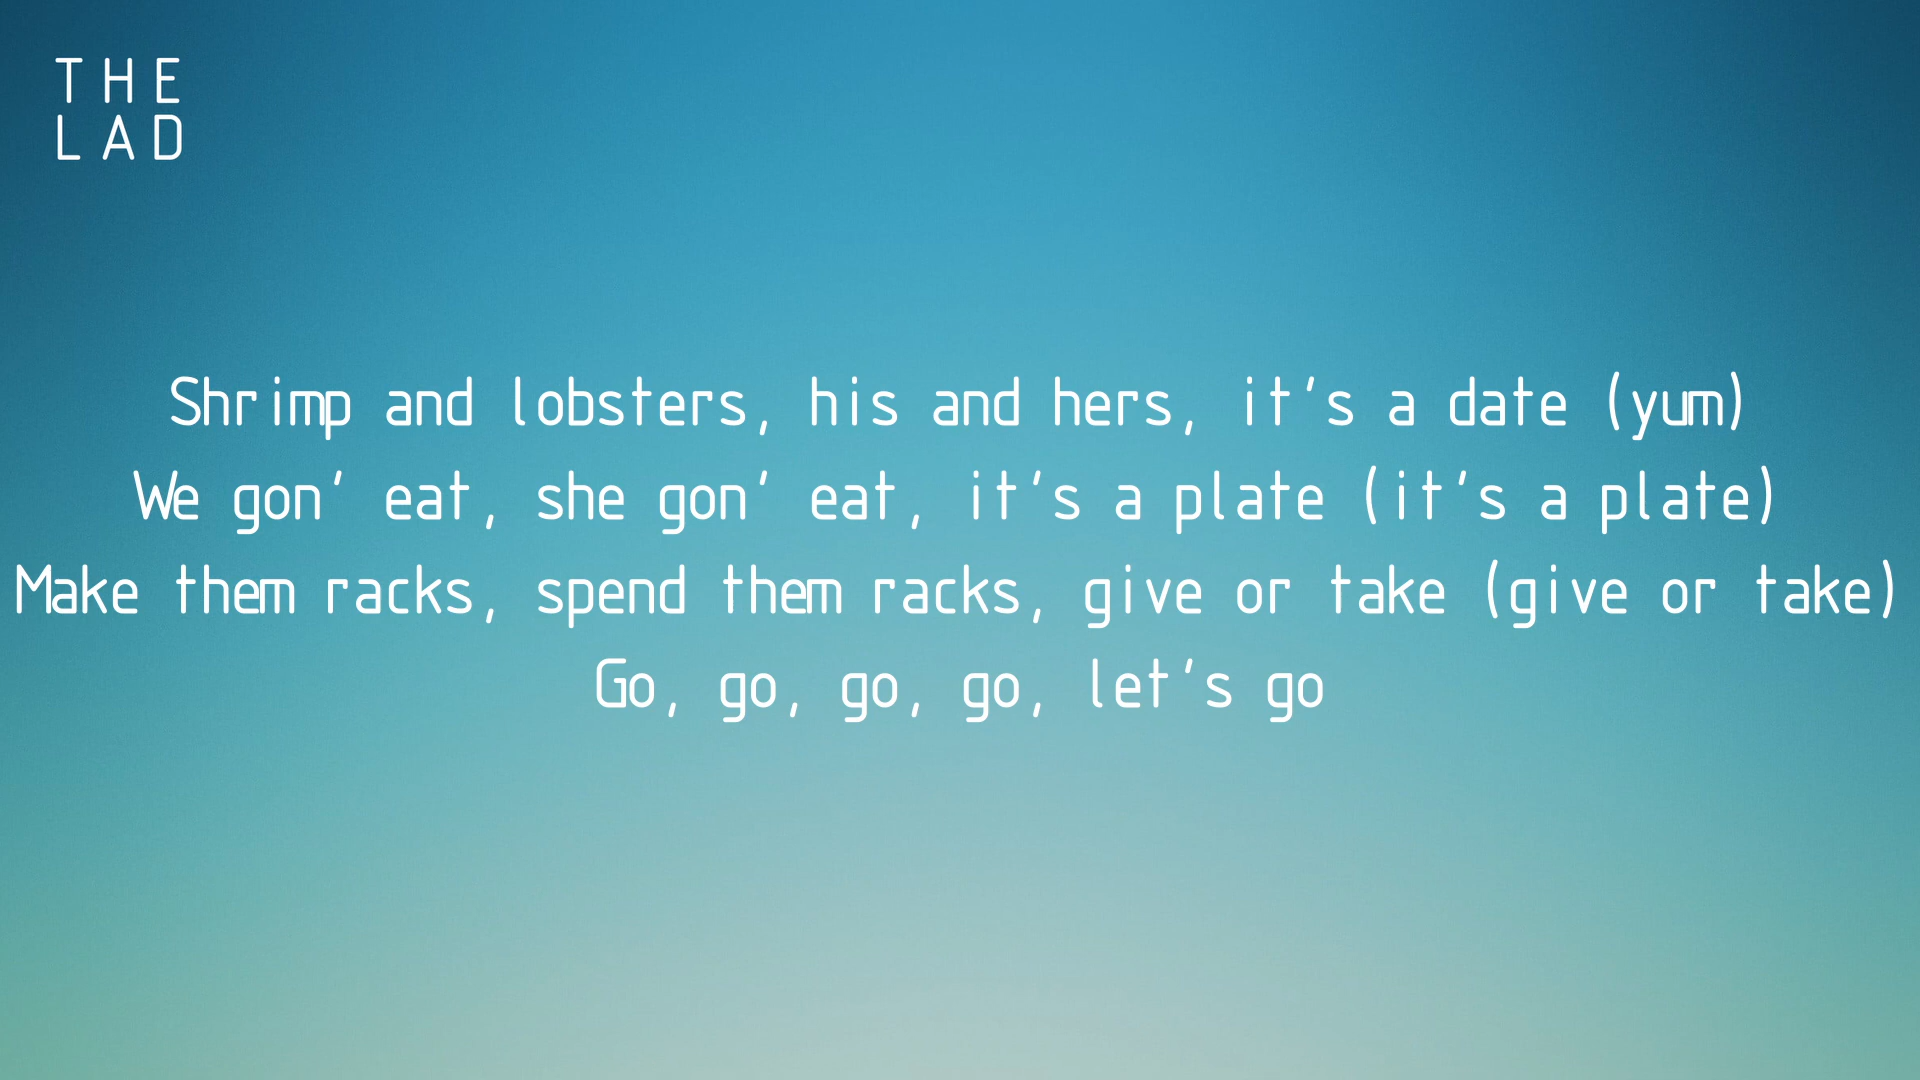 THE
LAD
Shrimp and lobsters, his and hers, it's a date (yum)
We gon' eat, she gon' eat, it's a plate (it's a plate)
Make them racks, spend them racks, give or take (give or take)
Go, go, go, go, let's go